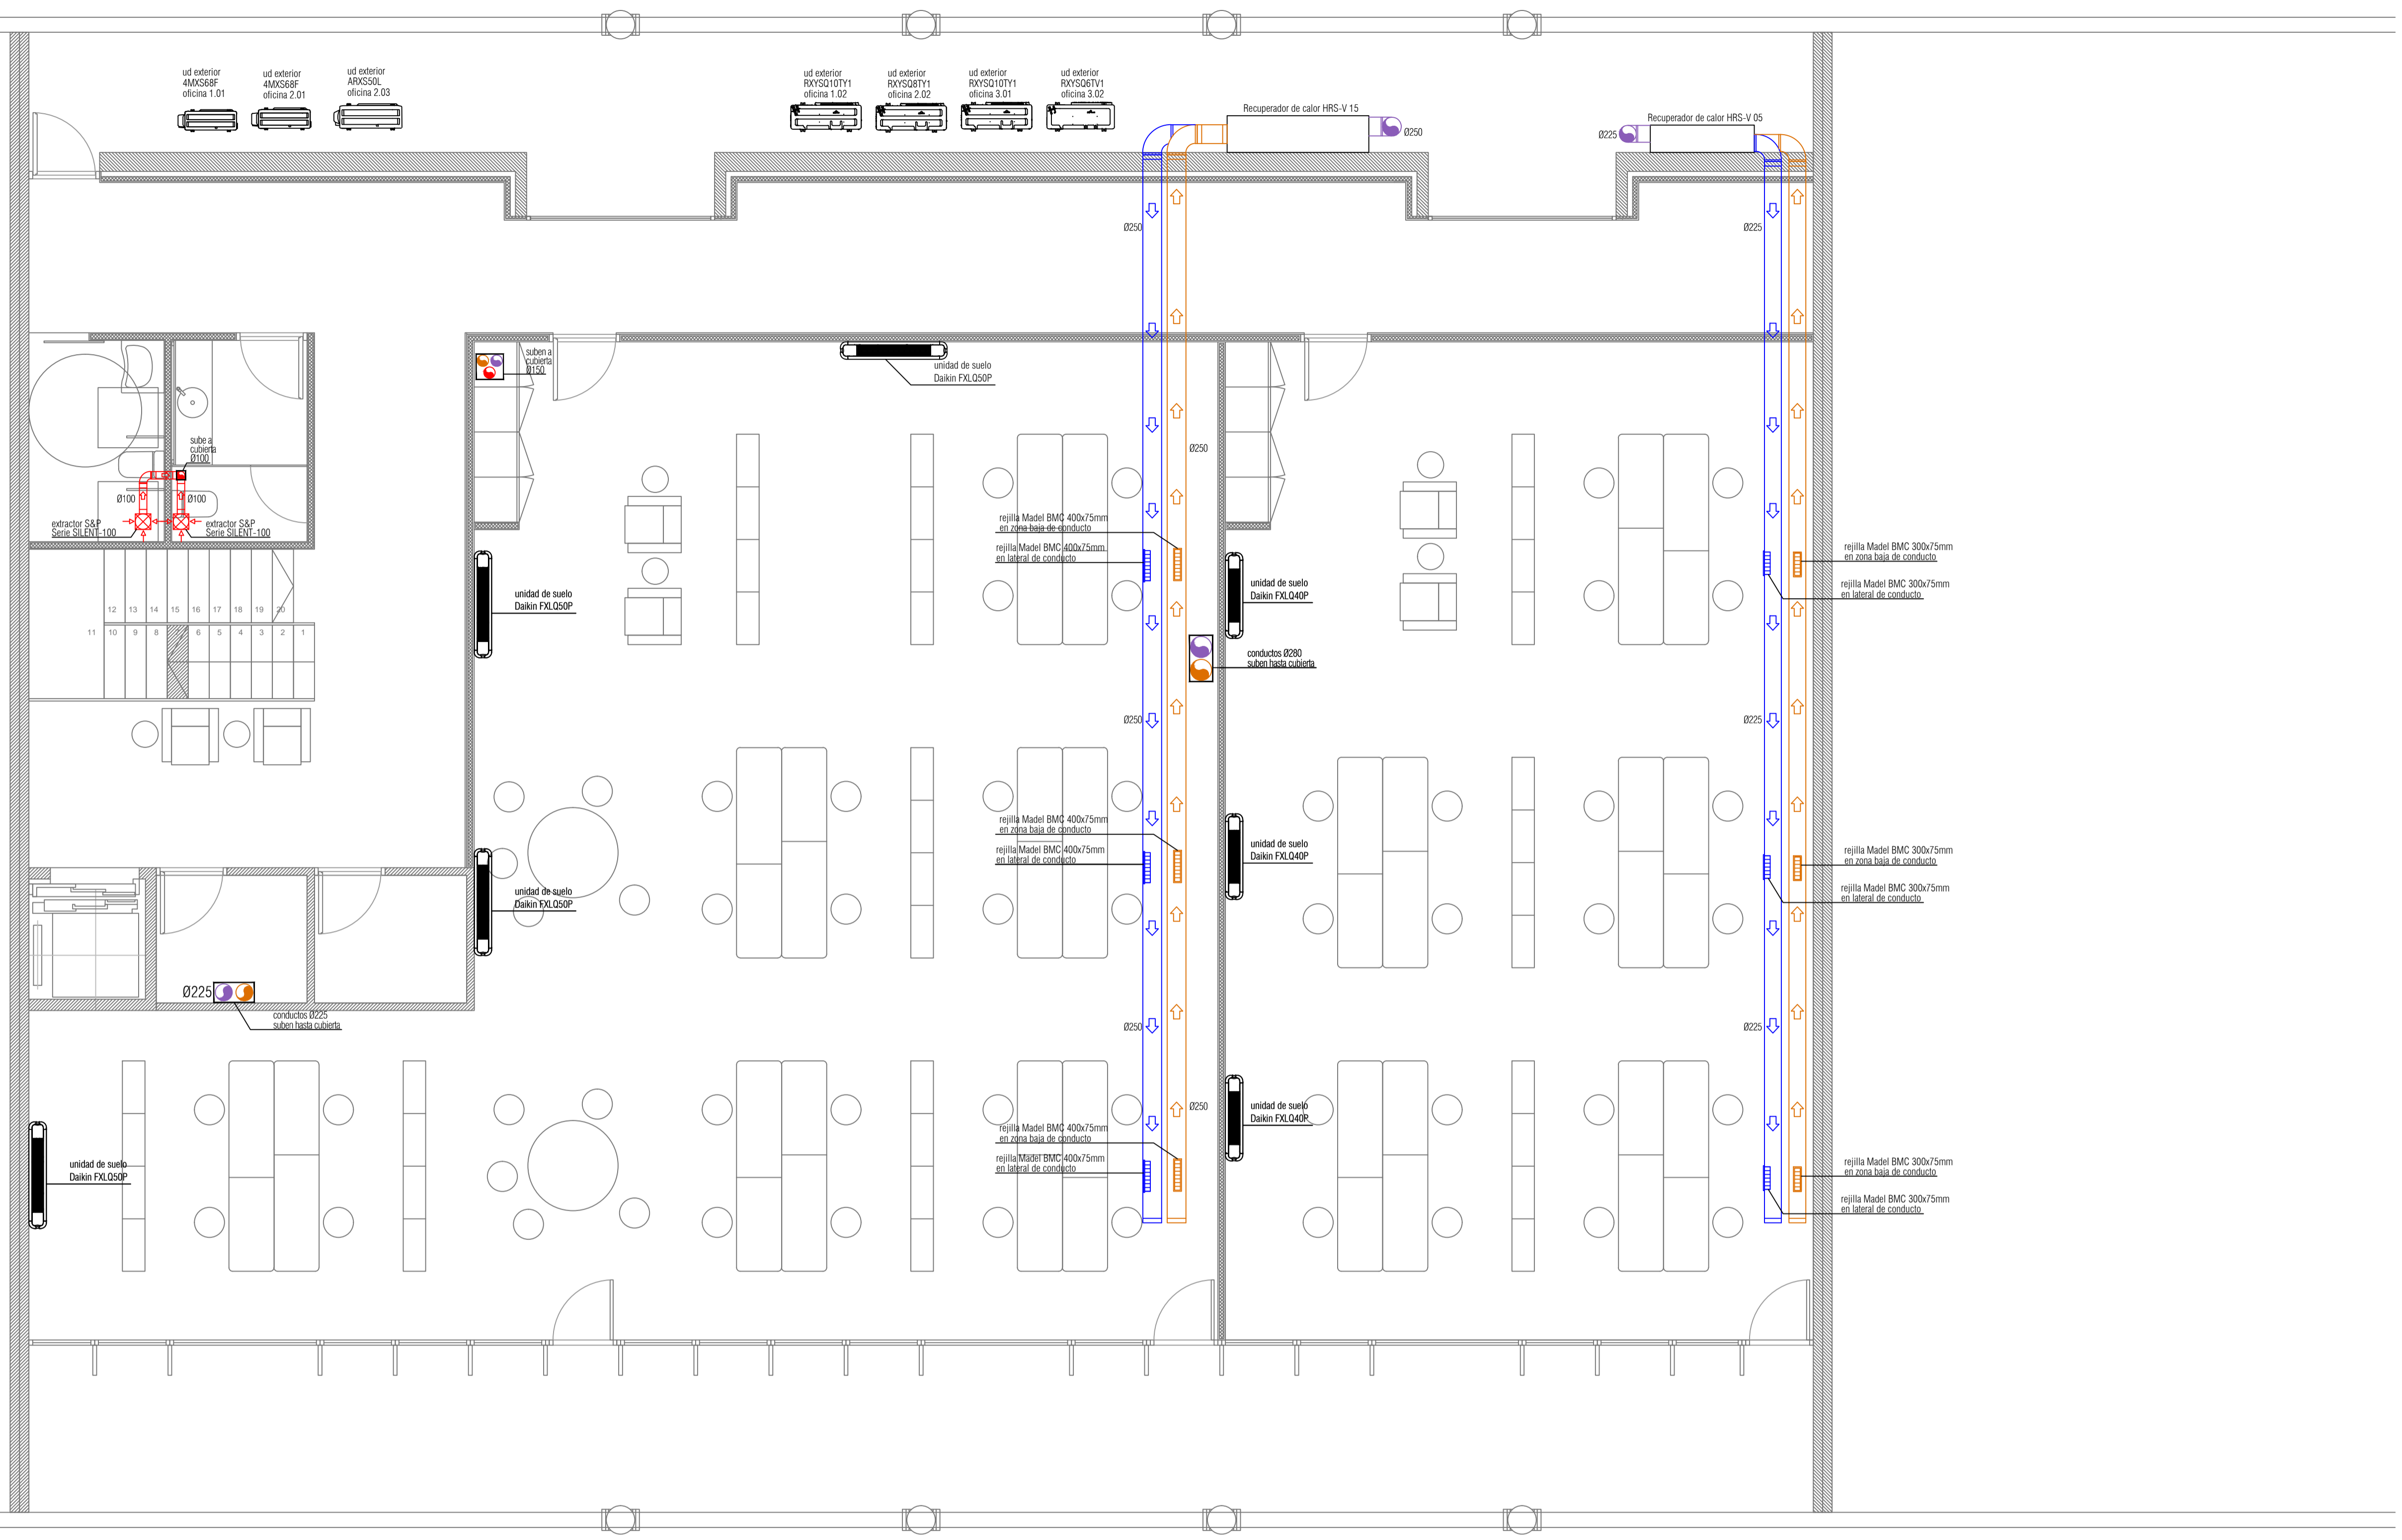 ud exterior
4MXS68F
oficina 1.01
ud exterior
4MXS68F
oficina 2.01
ud exterior
ARXS50L
oficina 2.03
ud exterior
RXYSQ10TY1
oficina 1.02
ud exterior
RXYSQ8TY1
oficina 2.02
ud exterior
RXYSQ10TY1
oficina 3.01
ud exterior
RXYSQ6TV1
oficina 3.02
Recuperador de calor HRS-V 15
Ø250
Recuperador de calor HRS-V 05
Ø225
Ø250
Ø225
suben a
cubierta
Ø150
unidad de suelo
Daikin FXLQ50P
sube a
cubierta
Ø100
Ø250
Ø100
Ø100
extractor S&P
Serie SILENT-100
extractor S&P
Serie SILENT-100
rejilla Madel BMC 400x75mm
en zona baja de conducto
rejilla Madel BMC 400x75mm
en lateral de conducto
rejilla Madel BMC 300x75mm
en zona baja de conducto
rejilla Madel BMC 300x75mm
en lateral de conducto
unidad de suelo
Daikin FXLQ50P
unidad de suelo
Daikin FXLQ40P
12 13 14 15 16 17 18 19 20
11 10 9 8 7 6 5 4 3 2 1
conductos Ø280
suben hasta cubierta
Ø250
Ø225
rejilla Madel BMC 400x75mm
en zona baja de conducto
rejilla Madel BMC 400x75mm
en lateral de conducto
unidad de suelo
Daikin FXLQ40P
rejilla Madel BMC 300x75mm
en zona baja de conducto
rejilla Madel BMC 300x75mm
en lateral de conducto
unidad de suelo
Daikin FXLQ50P
Ø225
conductos Ø225
suben hasta cubierta
Ø250
Ø225
Ø250
unidad de suelo
Daikin FXLQ40P
rejilla Madel BMC 400x75mm
en zona baja de conducto
rejilla Madel BMC 400x75mm
en lateral de conducto
unidad de suelo
Daikin FXLQ50P
rejilla Madel BMC 300x75mm
en zona baja de conducto
rejilla Madel BMC 300x75mm
en lateral de conducto